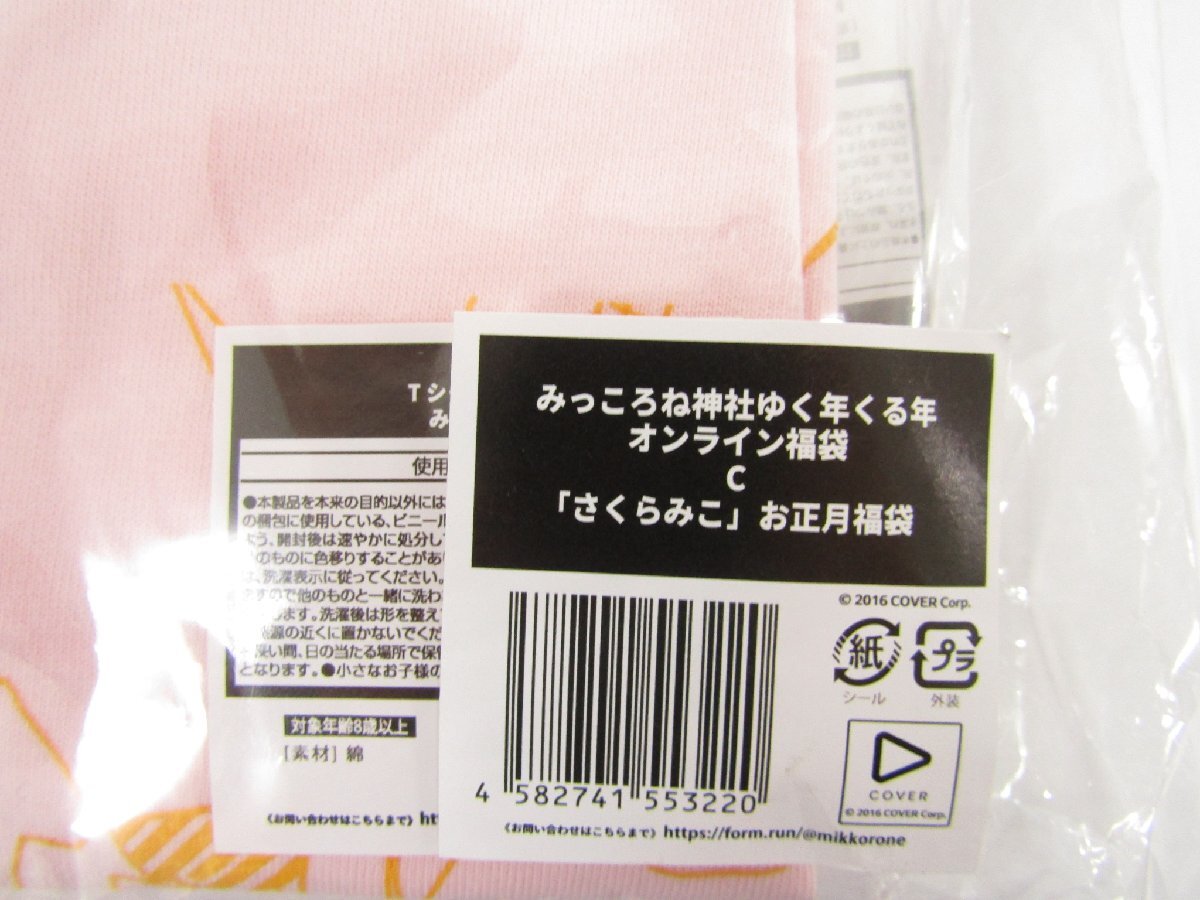 みっころね神社ゆく年くる年
オンライン福袋
C
「さくらみこ」お正月福袋
© 2016 COVER Corp.
紙
シール
プラ
外装
COVER
© 2016 COVER Corp.
4 582741 553220
《お問い合わせはこちらまで》 https://form.run/@mikkorone
Tシ
み
使用
●本製品を本来の目的以外には
の梱包に使用している、ビニール
よう、開封後は速やかに処分して
のものに色移りすることがあ
は、洗濯表示に従ってください。
ますので他のものと一緒に洗わ
します。洗濯後は形を整えて
源の近くに置かないでくだ
深い間、日の当たる場所で保管
となります。●小さなお子様の
対象年齢8歳以上
[素材] 綿
《お問い合わせはこちらまで》 ht